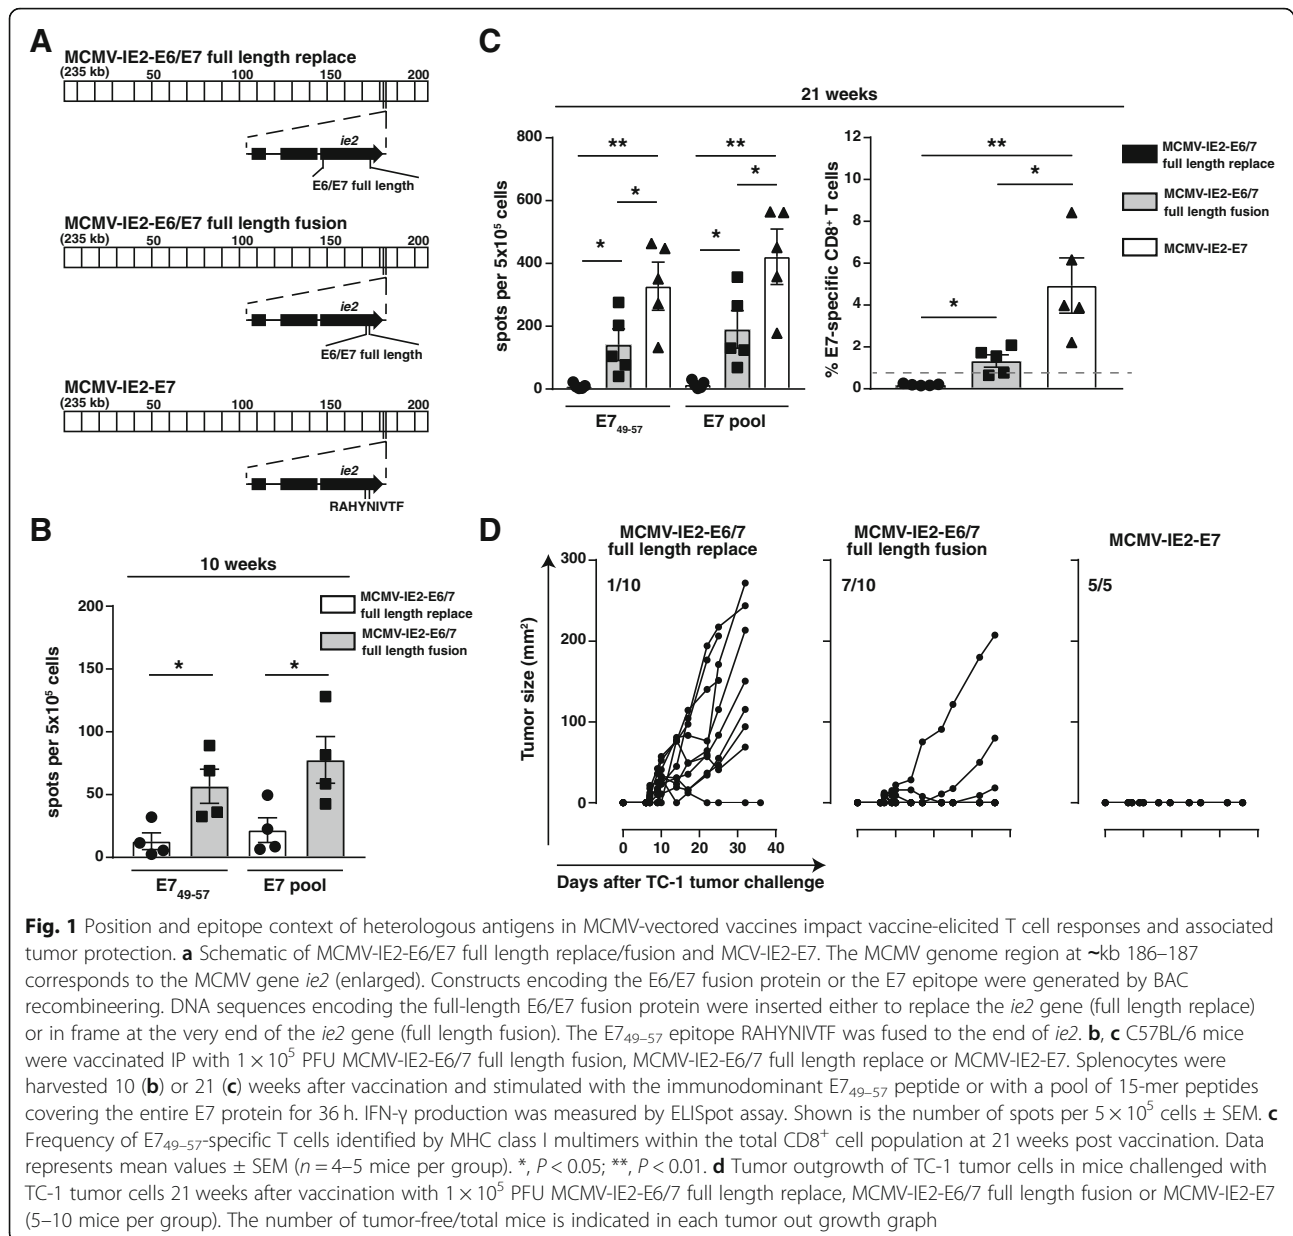 A
MCMV-IE2-E6/E7 full length replace
(235 kb) 50 100 150 200
ie2
E6/E7 full length
MCMV-IE2-E6/E7 full length fusion
(235 kb) 50 100 150 200
ie2
E6/E7 full length
MCMV-IE2-E7
(235 kb) 50 100 150 200
ie2
RAHYNIVTF
B
10 weeks
MCMV-IE2-E6/7
full length replace
MCMV-IE2-E6/7
full length fusion
spots per 5x10⁵ cells
200
150
100
50
0
* *
E7₄₉₋₅₇ E7 pool
C
21 weeks
spots per 5x10⁵ cells
800
600
400
200
0
** **
* *
* *
E7₄₉₋₅₇ E7 pool
% E7-specific CD8⁺ T cells
12
10
8
6
4
2
0
**
*
*
MCMV-IE2-E6/7
full length replace
MCMV-IE2-E6/7
full length fusion
MCMV-IE2-E7
D
MCMV-IE2-E6/7
full length replace
MCMV-IE2-E6/7
full length fusion
MCMV-IE2-E7
Tumor size (mm²)
300
200
100
0
1/10 7/10 5/5
0 10 20 30 40
Days after TC-1 tumor challenge
Fig. 1 Position and epitope context of heterologous antigens in MCMV-vectored vaccines impact vaccine-elicited T cell responses and associated
tumor protection. a Schematic of MCMV-IE2-E6/E7 full length replace/fusion and MCV-IE2-E7. The MCMV genome region at ~kb 186–187
corresponds to the MCMV gene ie2 (enlarged). Constructs encoding the E6/E7 fusion protein or the E7 epitope were generated by BAC
recombineering. DNA sequences encoding the full-length E6/E7 fusion protein were inserted either to replace the ie2 gene (full length replace)
or in frame at the very end of the ie2 gene (full length fusion). The E7₄₉₋₅₇ epitope RAHYNIVTF was fused to the end of ie2. b, c C57BL/6 mice
were vaccinated IP with 1 × 10⁵ PFU MCMV-IE2-E6/7 full length fusion, MCMV-IE2-E6/7 full length replace or MCMV-IE2-E7. Splenocytes were
harvested 10 (b) or 21 (c) weeks after vaccination and stimulated with the immunodominant E7₄₉₋₅₇ peptide or with a pool of 15-mer peptides
covering the entire E7 protein for 36 h. IFN-γ production was measured by ELISpot assay. Shown is the number of spots per 5 × 10⁵ cells ± SEM. c
Frequency of E7₄₉₋₅₇-specific T cells identified by MHC class I multimers within the total CD8⁺ cell population at 21 weeks post vaccination. Data
represents mean values ± SEM (n = 4–5 mice per group). *, P < 0.05; **, P < 0.01. d Tumor outgrowth of TC-1 tumor cells in mice challenged with
TC-1 tumor cells 21 weeks after vaccination with 1 × 10⁵ PFU MCMV-IE2-E6/7 full length replace, MCMV-IE2-E6/7 full length fusion or MCMV-IE2-E7
(5–10 mice per group). The number of tumor-free/total mice is indicated in each tumor out growth graph